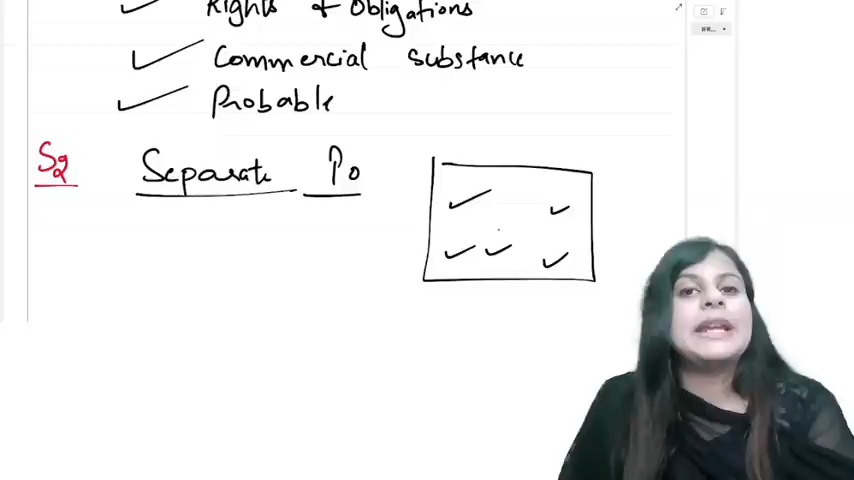 Rights & Obligations
Commercial substance
Probable
S2 Separate Po